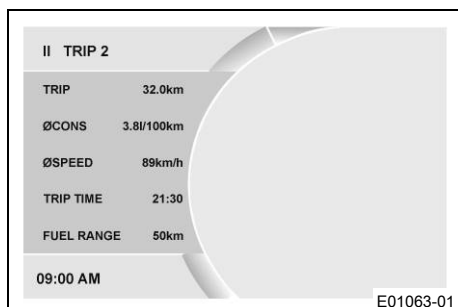 II TRIP 2
TRIP 32.0km
ØCONS 3.8l/100km
ØSPEED 89km/h
TRIP TIME 21:30
FUEL RANGE 50km
09:00 AM
E01063-01